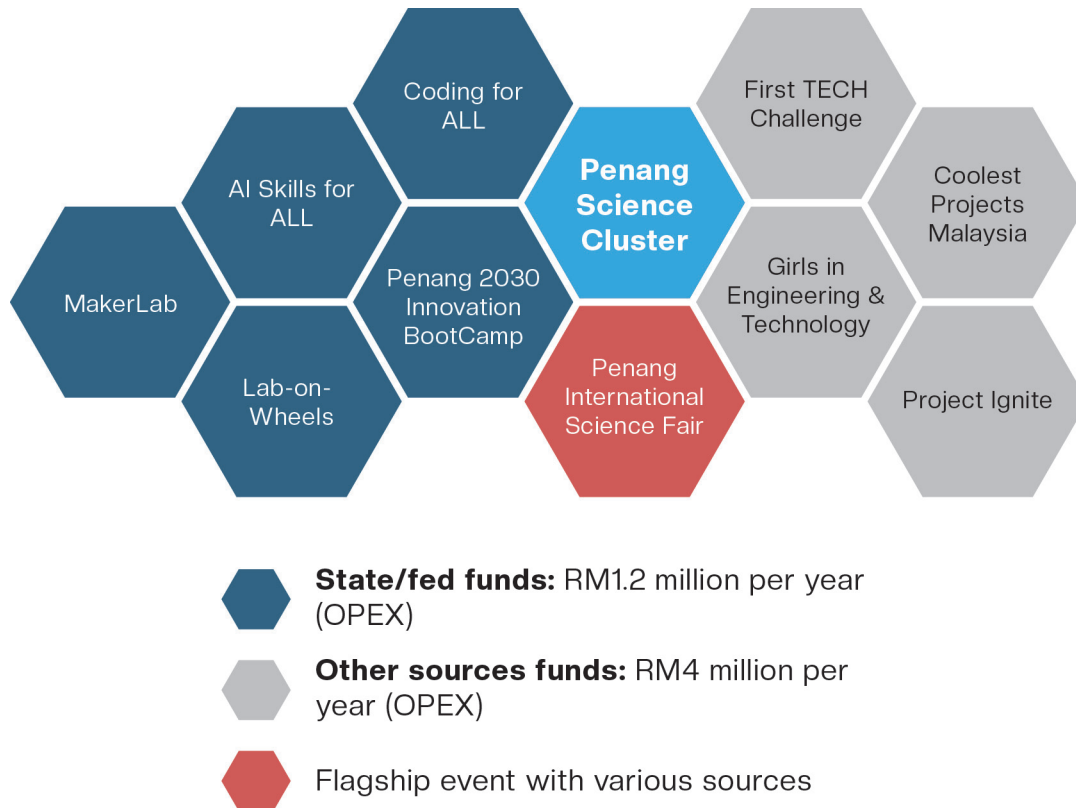 Coding for
ALL
First TECH
Challenge
AI Skills for
ALL
Penang
Science
Cluster
Coolest
Projects
Malaysia
MakerLab
Penang 2030
Innovation
BootCamp
Girls in
Engineering &
Technology
Lab-on-
Wheels
Penang
International
Science Fair
Project Ignite
State/fed funds: RM1.2 million per year
(OPEX)
Other sources funds: RM4 million per
year (OPEX)
Flagship event with various sources